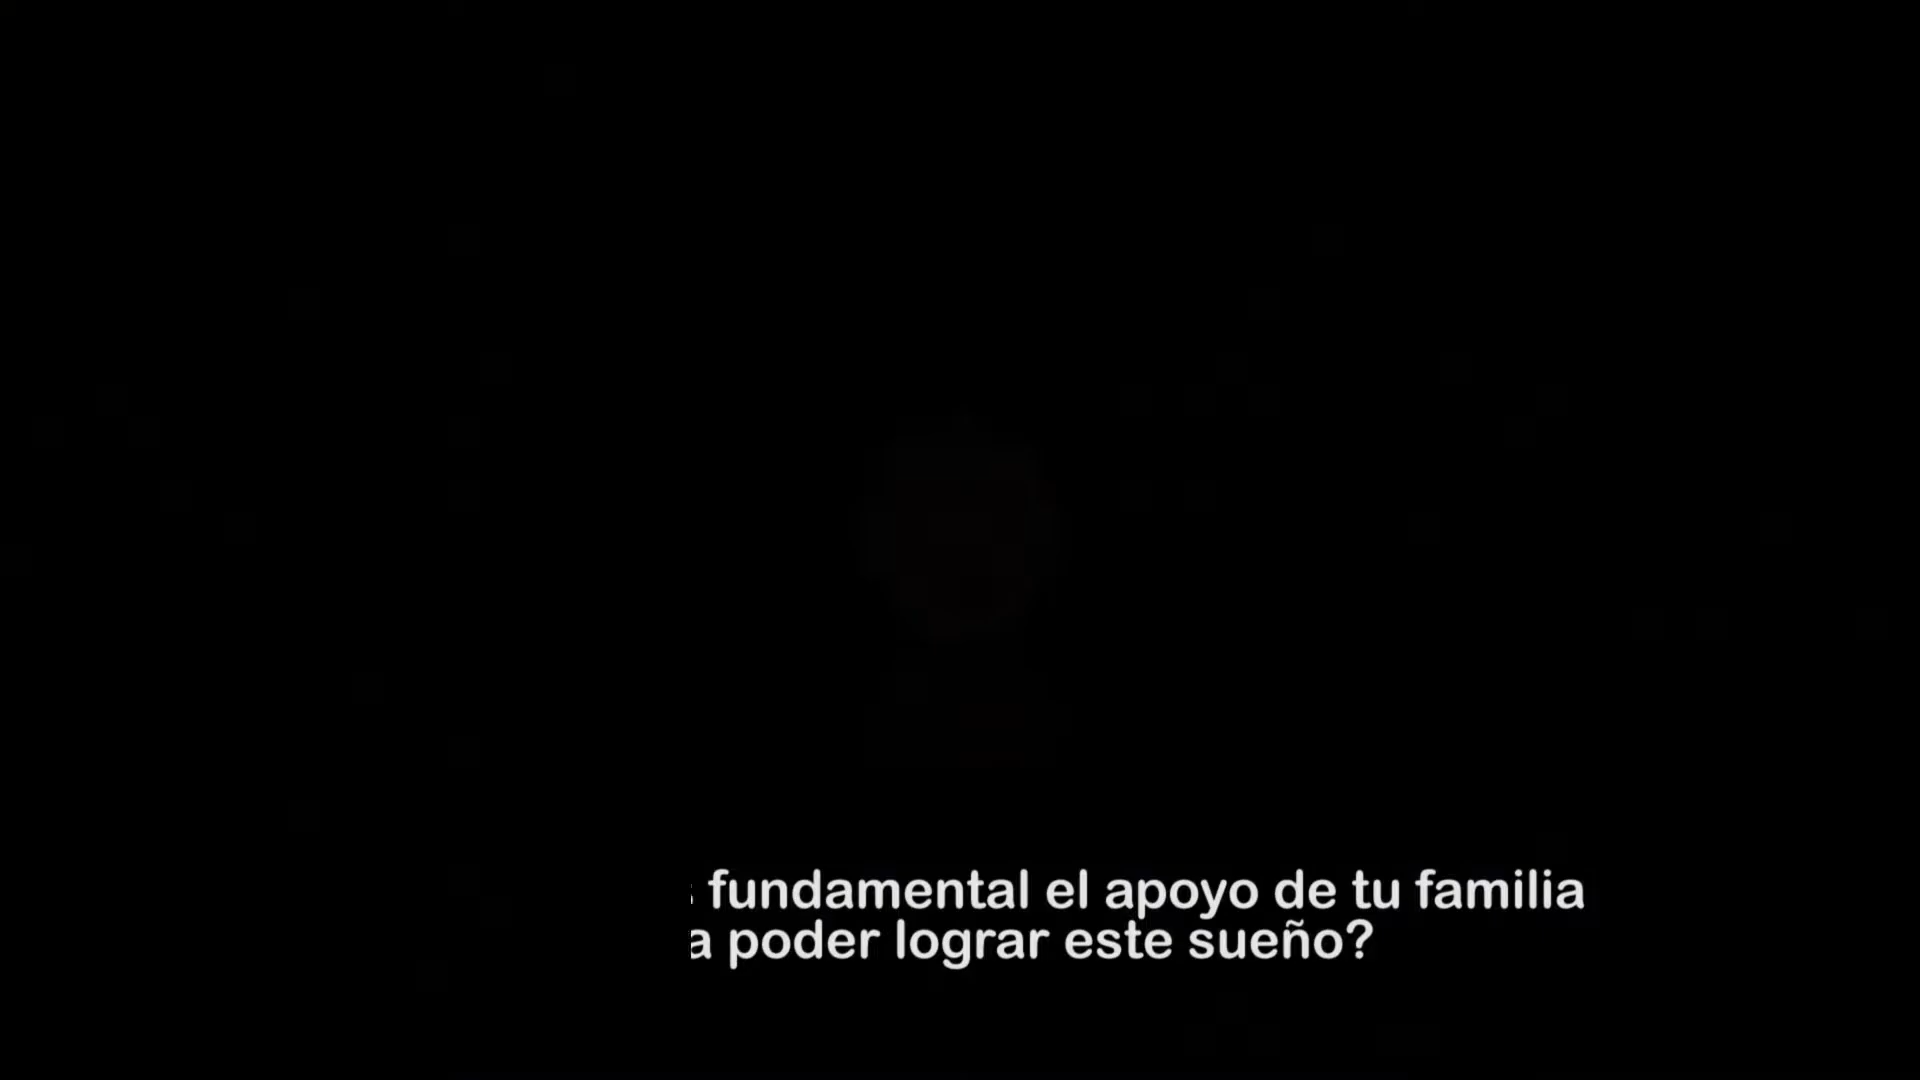 fundamental el apoyo de tu familia
a poder lograr este sueño?